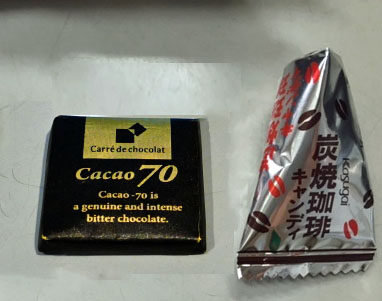 Carré de chocolat
Cacao 70
Cacao -70 is
a genuine and intense
bitter chocolate.
Kasugai
炭焼珈琲
キャンディ